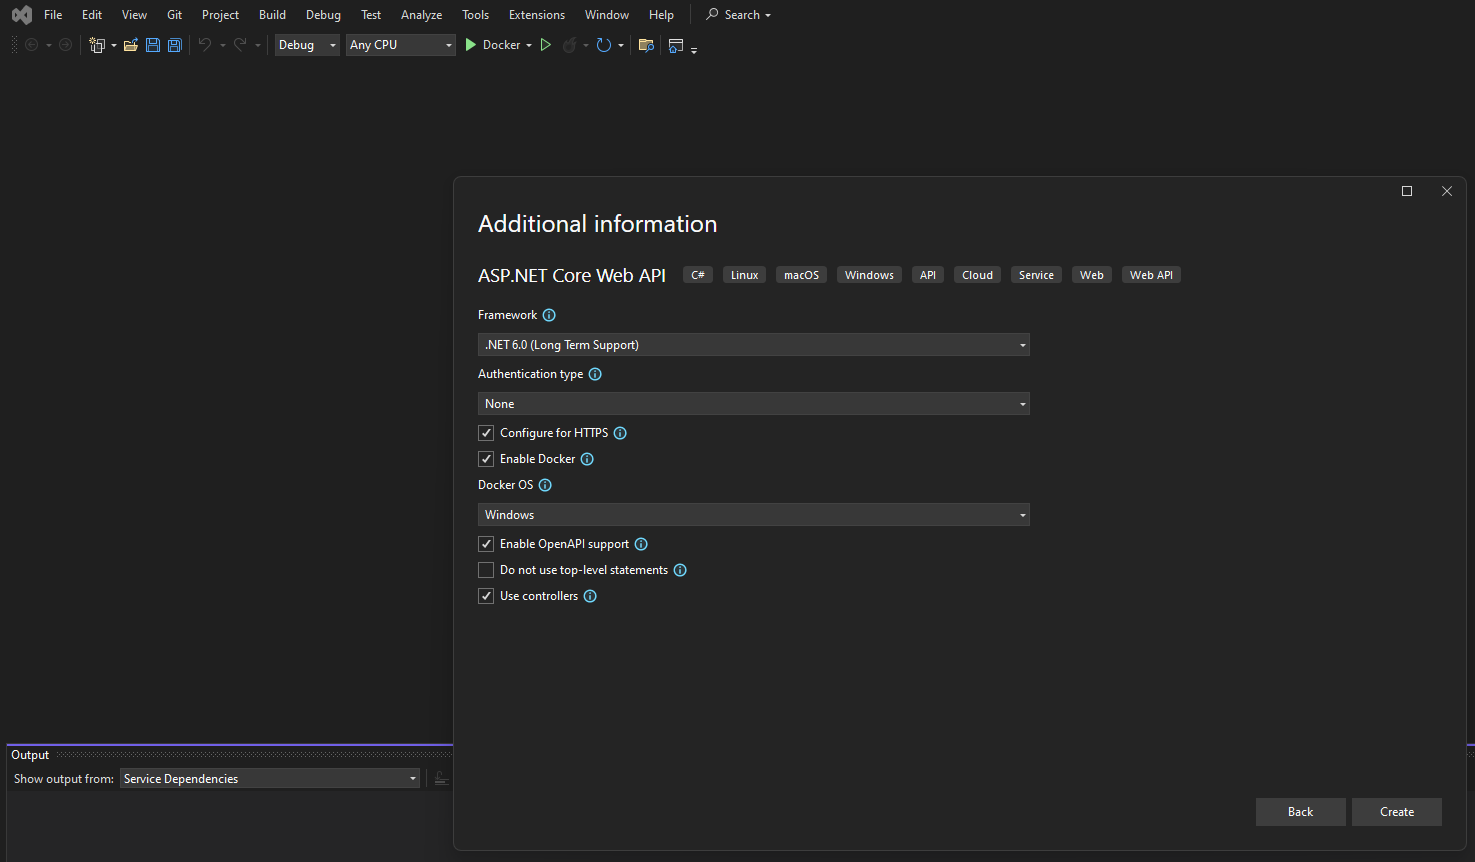 File Edit View Git Project Build Debug Test Analyze Tools Extensions Window Help Search
Debug Any CPU Docker
Additional information
ASP.NET Core Web API C# Linux macOS Windows API Cloud Service Web Web API
Framework
.NET 6.0 (Long Term Support)
Authentication type
None
Configure for HTTPS
Enable Docker
Docker OS
Windows
Enable OpenAPI support
Do not use top-level statements
Use controllers
Output
Show output from: Service Dependencies
Back Create